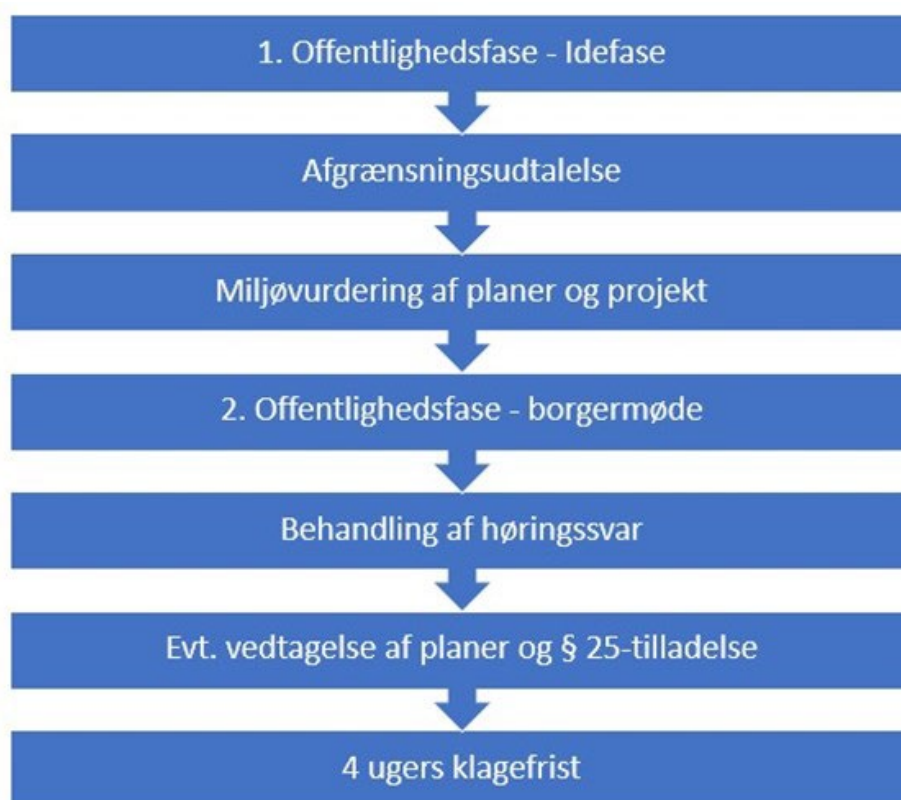 1. Offentlighedsfase - Idefase
Afgrænsningsudtalelse
Miljøvurdering af planer og projekt
2. Offentlighedsfase - borgermøde
Behandling af høringssvar
Evt. vedtagelse af planer og § 25-tilladelse
4 ugers klagefrist